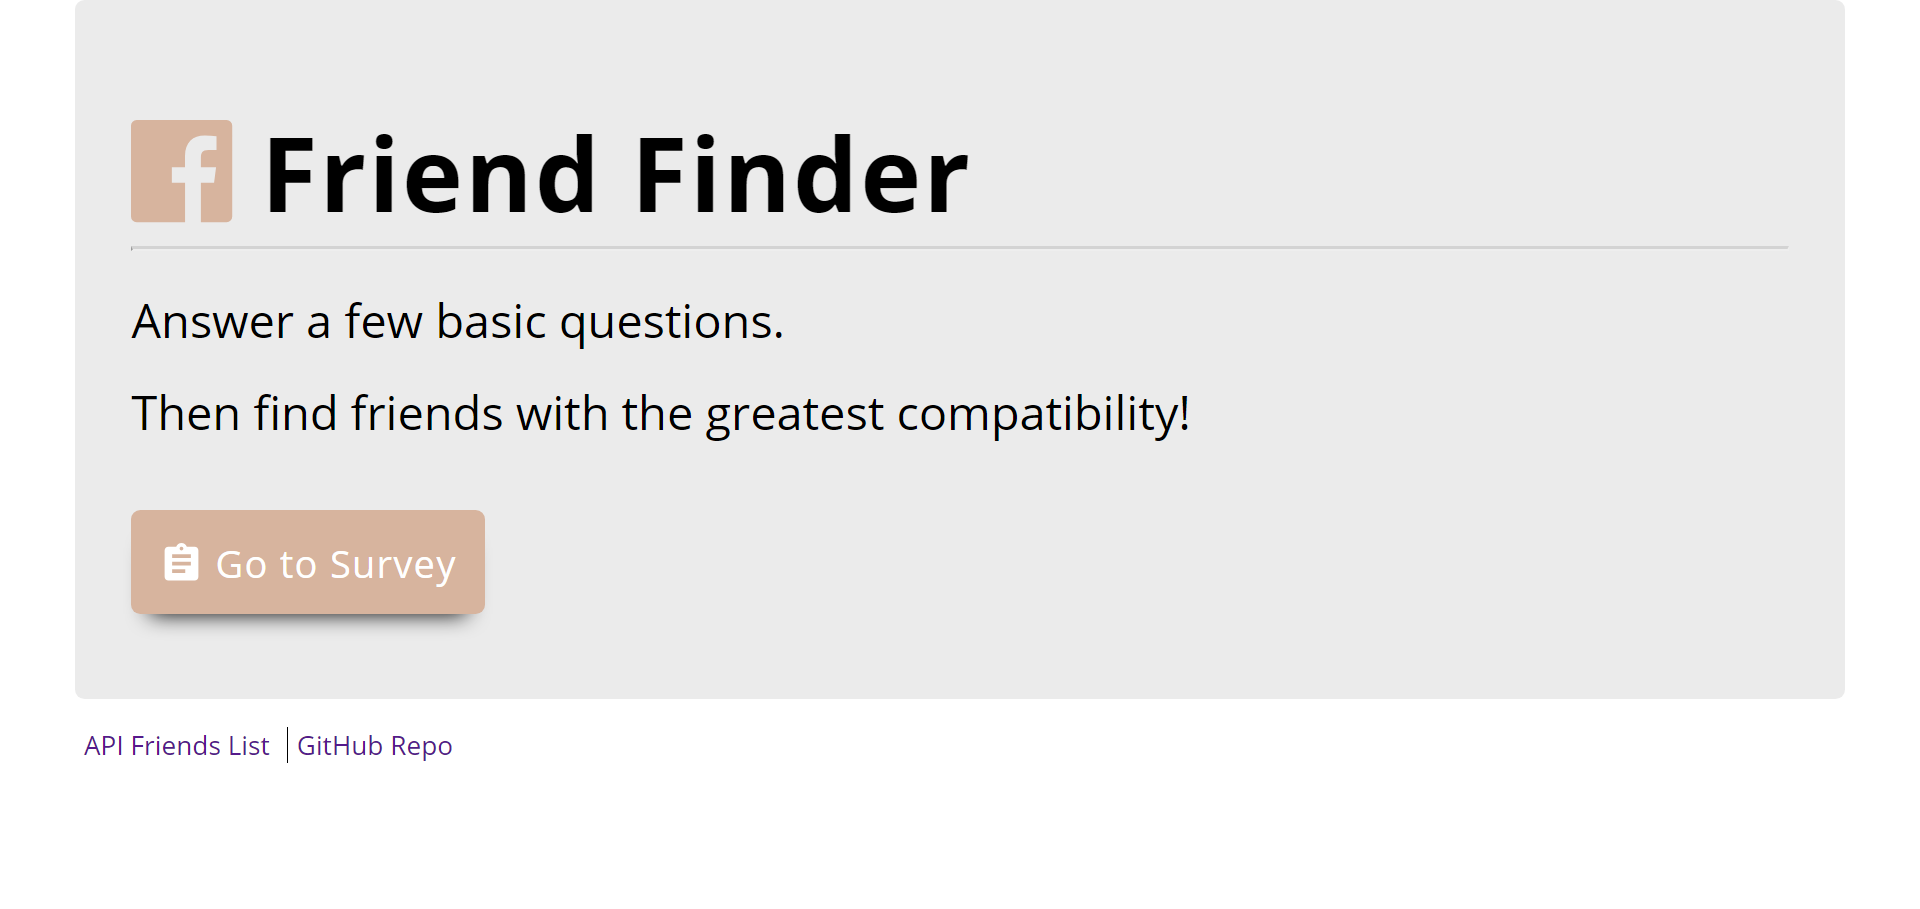 Friend Finder
Answer a few basic questions.
Then find friends with the greatest compatibility!
Go to Survey
API Friends List | GitHub Repo